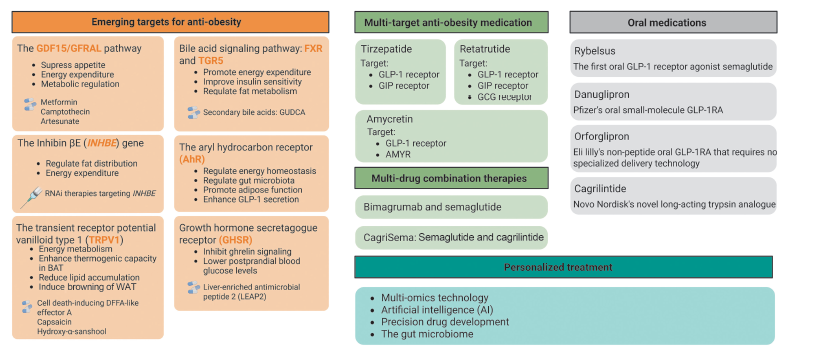 Emerging targets for anti-obesity
The GDF15/GFRAL pathway
• Supress appetite
• Energy expenditure
• Metabolic regulation
Metformin
Camptothecin
Artesunate
Bile acid signaling pathway: FXR
and TGR5
• Promote energy expenditure
• Improve insulin sensitivity
• Regulate fat metabolism
Secondary bile acids: GUDCA
The Inhibin βE (INHBE) gene
• Regulate fat distribution
• Energy expenditure
RNAi therapies targeting INHBE
The aryl hydrocarbon receptor
(AhR)
• Regulate energy homeostasis
• Regulate gut microbiota
• Promote adipose function
• Enhance GLP-1 secretion
The transient receptor potential
vanilloid type 1 (TRPV1)
• Energy metabolism
• Enhance thermogenic capacity
in BAT
• Reduce lipid accumulation
• Induce browning of WAT
Cell death-inducing DFFA-like
effector A
Capsaicin
Hydroxy-α-sanshool
Growth hormone secretagogue
receptor (GHSR)
• Inhibit ghrelin signaling
• Lower postprandial blood
glucose levels
Liver-enriched antimicrobial
peptide 2 (LEAP2)
Multi-target anti-obesity medication
Tirzepatide
Target:
• GLP-1 receptor
• GIP receptor
Retatrutide
Target:
• GLP-1 receptor
• GIP receptor
• GCG receptor
Amycretin
Target:
• GLP-1 receptor
• AMYR
Multi-drug combination therapies
Bimagrumab and semaglutide
CagriSema: Semaglutide and cagrilintide
Oral medications
Rybelsus
The first oral GLP-1 receptor agonist semaglutide
Danuglipron
Pfizer's oral small-molecule GLP-1RA
Orforglipron
Eli lilly's non-peptide oral GLP-1RA that requires no
specialized delivery technology
Cagrilintide
Novo Nordisk's novel long-acting trypsin analogue
Personalized treatment
• Multi-omics technology
• Artificial intelligence (AI)
• Precision drug development
• The gut microbiome